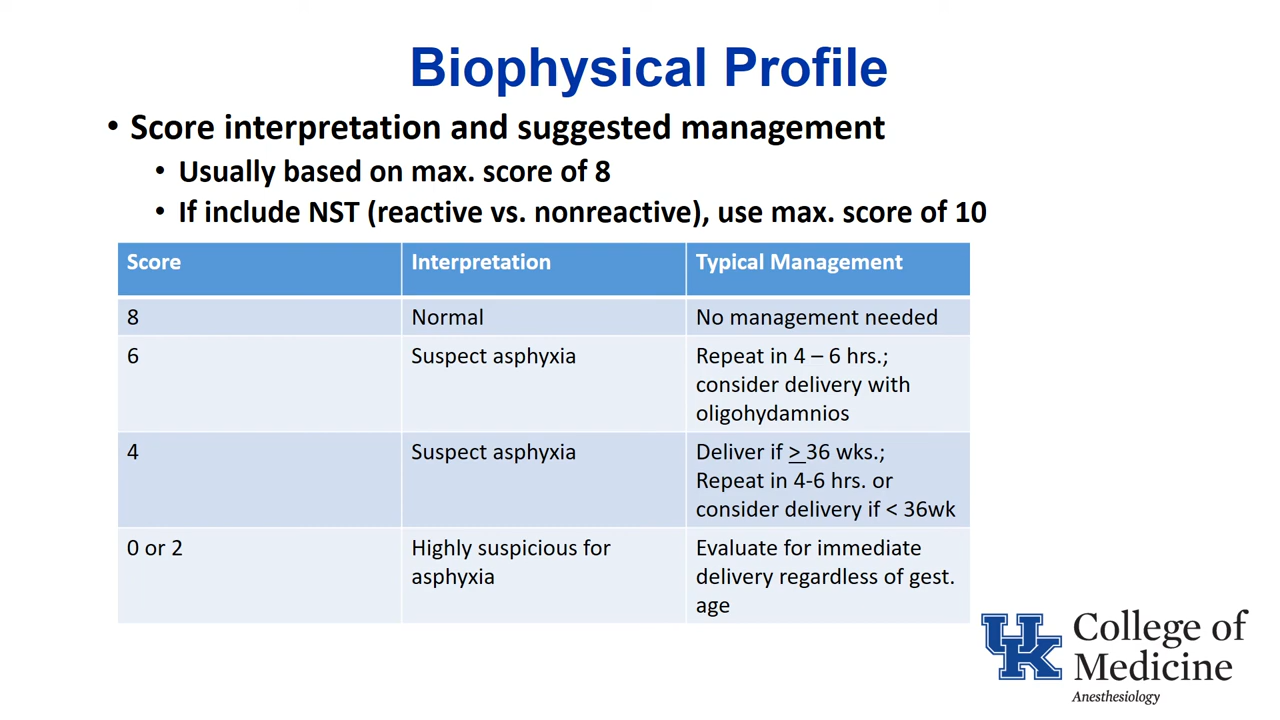 Biophysical Profile
• Score interpretation and suggested management
• Usually based on max. score of 8
• If include NST (reactive vs. nonreactive), use max. score of 10
Score Interpretation Typical Management
8 Normal No management needed
6 Suspect asphyxia Repeat in 4 – 6 hrs.;
consider delivery with
oligohydamnios
4 Suspect asphyxia Deliver if > 36 wks.;
Repeat in 4-6 hrs. or
consider delivery if < 36wk
0 or 2 Highly suspicious for Evaluate for immediate
asphyxia delivery regardless of gest.
age
UK College of
Medicine
Anesthesiology